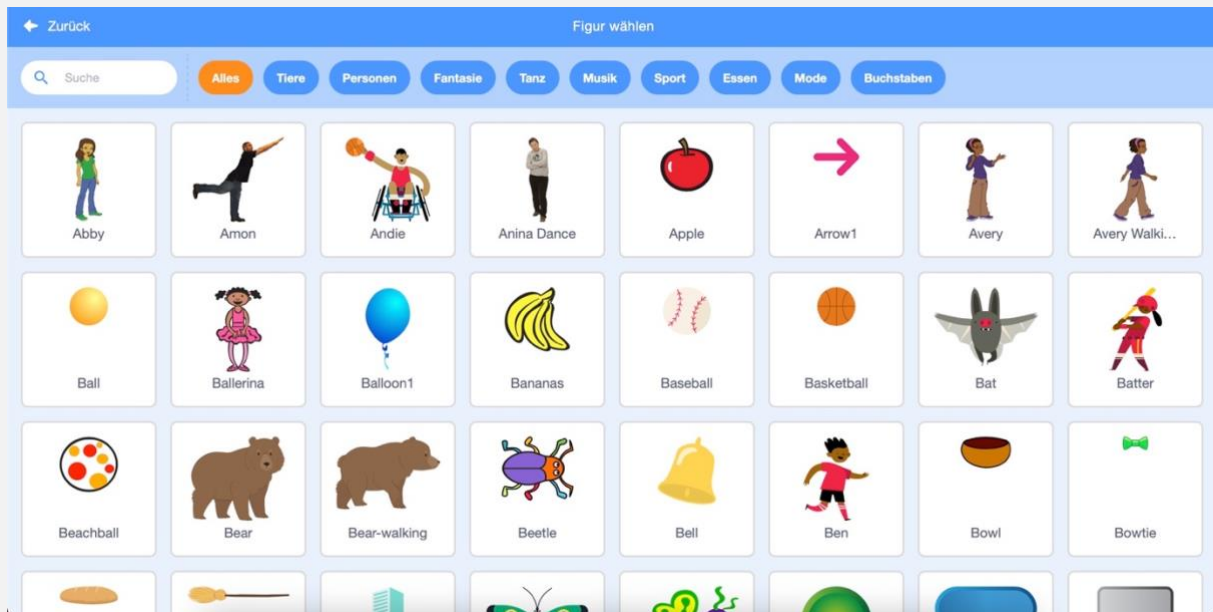 Zurück
Figur wählen
Suche
Alles Tiere Personen Fantasie Tanz Musik Sport Essen Mode Buchstaben
Abby Amon Andie Anina Dance Apple Arrow1 Avery Avery Walki...
Ball Ballerina Balloon1 Bananas Baseball Basketball Bat Batter
Beachball Bear Bear-walking Beetle Bell Ben Bowl Bowtie